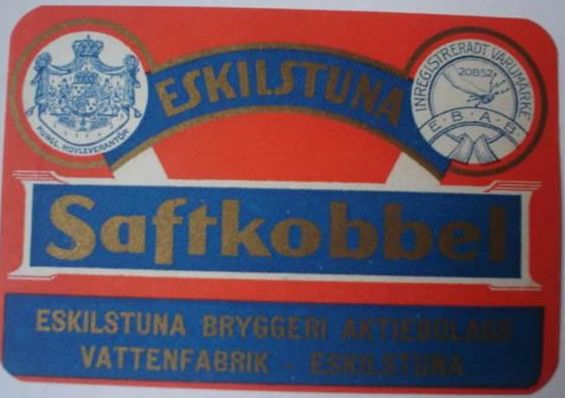 ESKILSTUNA
KUNGL. HOVLEVERANTÖR
INREGISTRERADT VARUMÄRKE
20852
E·B·A·B
Saftkobbel
ESKILSTUNA BRYGGERI AKTIEBOLAGS
VATTENFABRIK - ESKILSTUNA